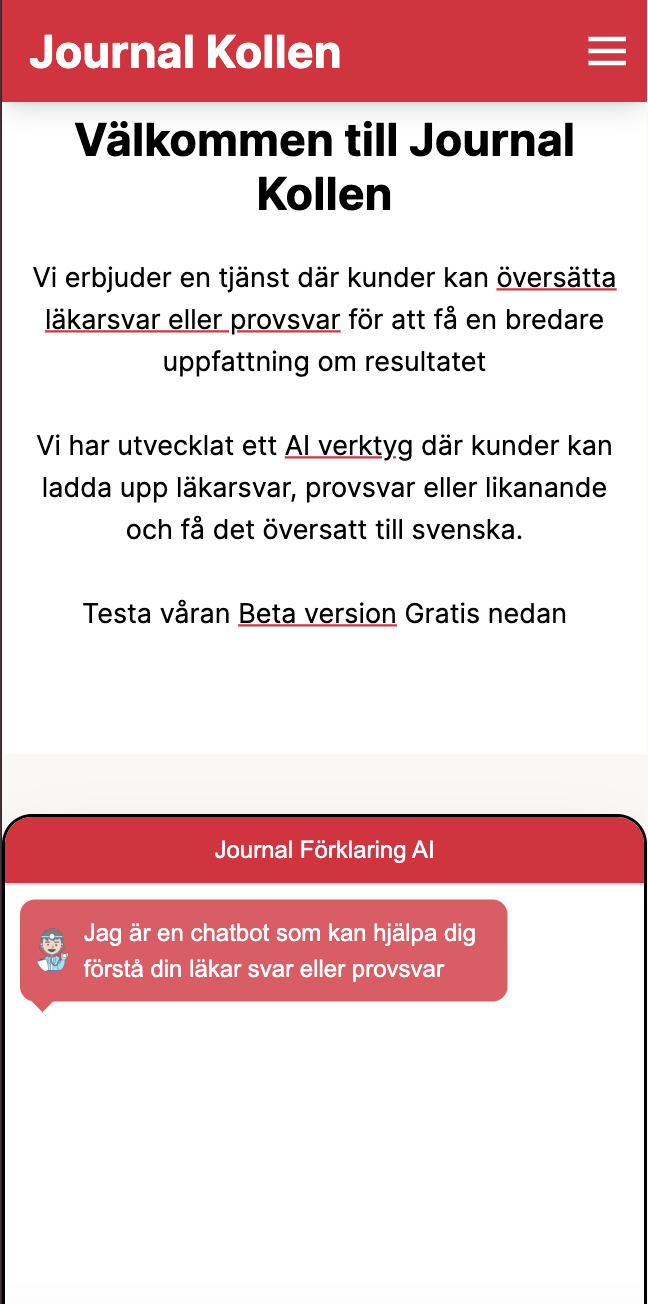 Journal Kollen
Välkommen till Journal
Kollen
Vi erbjuder en tjänst där kunder kan översätta
läkarsvar eller provsvar för att få en bredare
uppfattning om resultatet
Vi har utvecklat ett AI verktyg där kunder kan
ladda upp läkarsvar, provsvar eller likanande
och få det översatt till svenska.
Testa våran Beta version Gratis nedan
Journal Förklaring AI
Jag är en chatbot som kan hjälpa dig
förstå din läkar svar eller provsvar